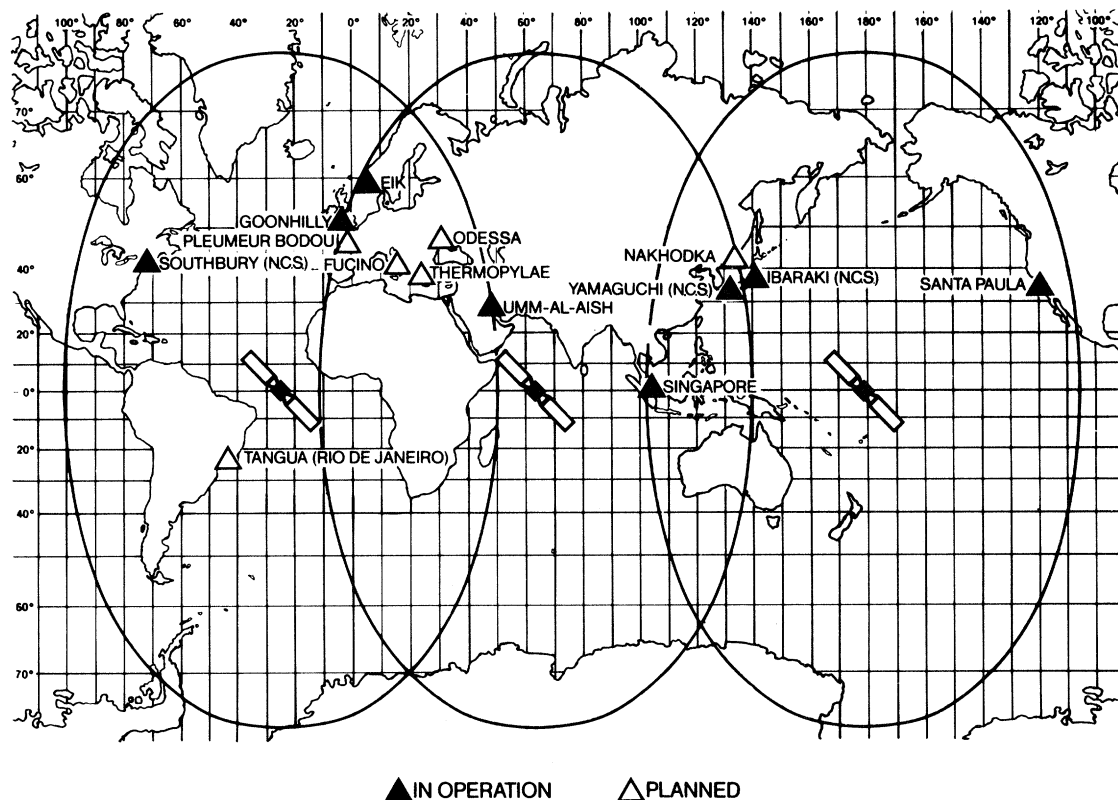 100° 80° 60° 40° 20° 0° 20° 40° 60° 80° 100° 120° 140° 160° 180° 160° 140° 120° 100°
70°
60°
40°
20°
0°
20°
40°
60°
70°
EIK
GOONHILLY
PLEUMEUR BODOU
ODESSA
SOUTHBURY (NCS)
FUCINO
THERMOPYLAE
UMM-AL-AISH
NAKHODKA
IBARAKI (NCS)
YAMAGUCHI (NCS)
SANTA PAULA
SINGAPORE
TANGUA (RIO DE JANEIRO)
IN OPERATION
PLANNED